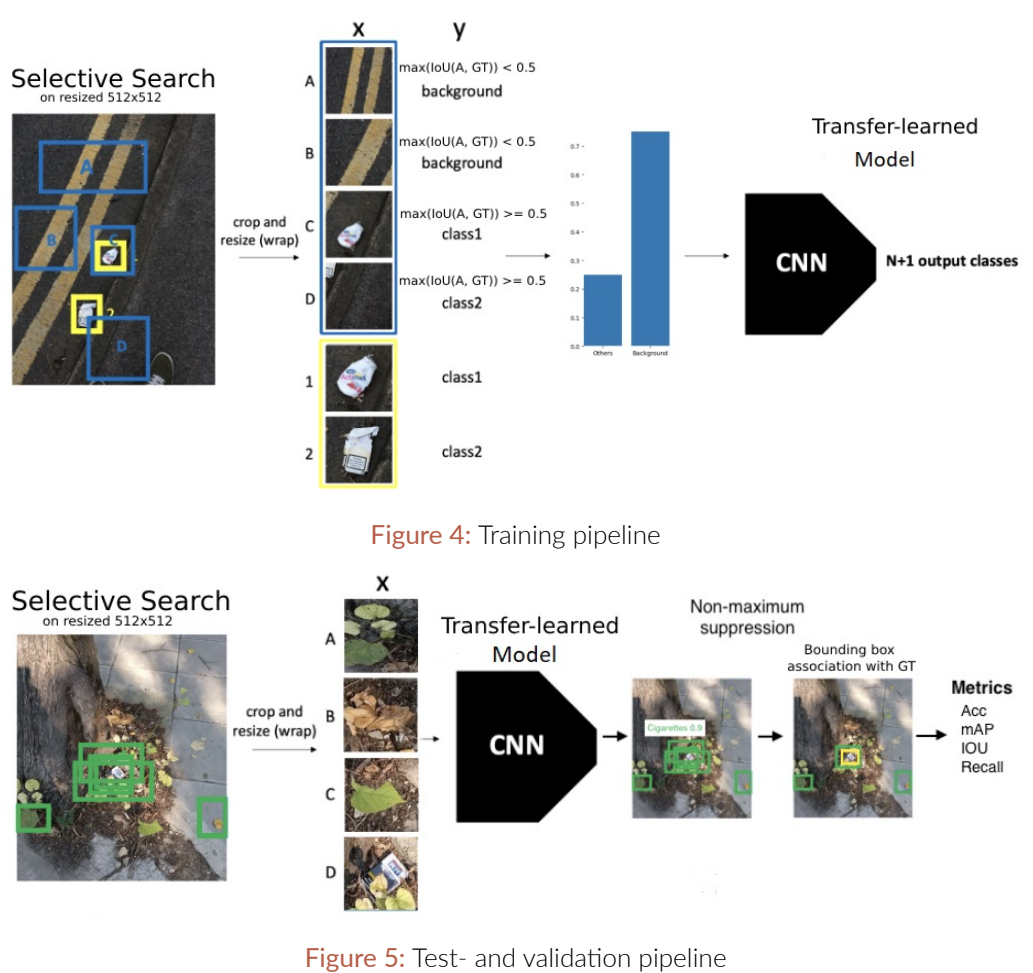 x y
Selective Search
on resized 512x512
A
B
C
2
D
crop and
resize (wrap)
A
max(IoU(A, GT)) < 0.5
background
B
max(IoU(A, GT)) < 0.5
background
C
max(IoU(A, GT)) >= 0.5
class1
D
max(IoU(A, GT)) >= 0.5
class2
1
class1
2
class2
0.7
0.6
0.5
0.4
0.3
0.2
0.1
0.0
Others Background
Transfer-learned
Model
CNN
N+1 output classes
Figure 4: Training pipeline
Selective Search
on resized 512x512
crop and
resize (wrap)
x
A
B
C
D
Transfer-learned
Model
CNN
Non-maximum
suppression
Cigarettes 0.9
Bounding box
association with GT
Metrics
Acc
mAP
IOU
Recall
Figure 5: Test- and validation pipeline